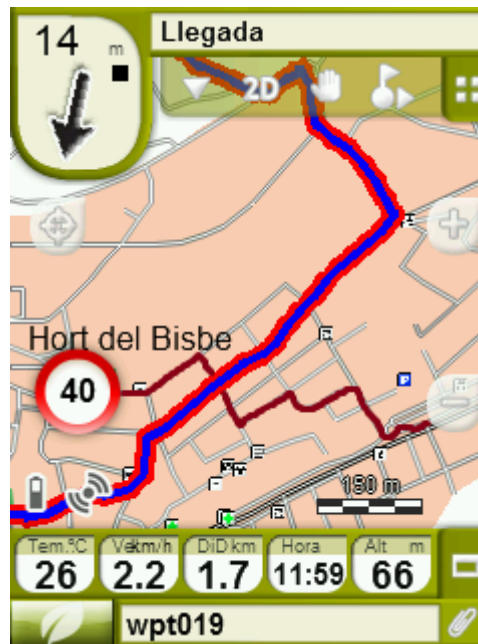 14 m
Llegada
2D
Hort del Bisbe
40
150 m
Tem.ºC
26
Vel km/h
2.2
DiD km
1.7
Hora
11:59
Alt m
66
wpt019